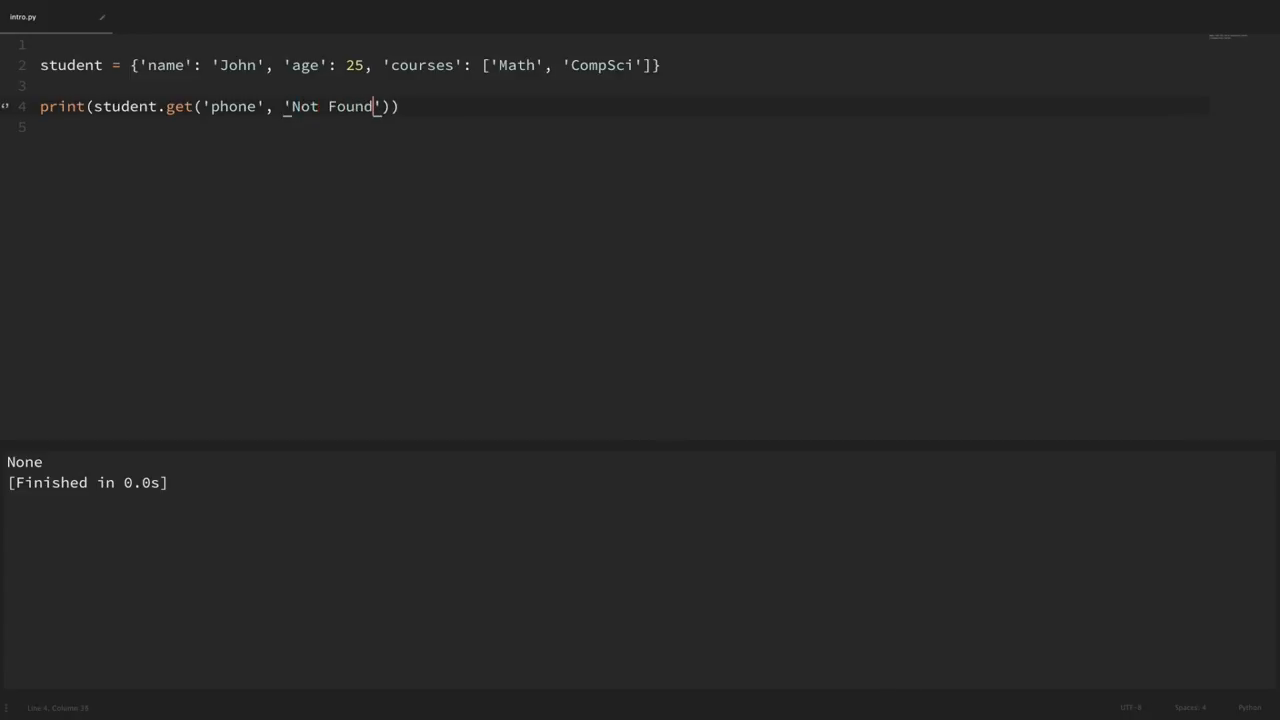 intro.py
1
2 student = {'name': 'John', 'age': 25, 'courses': ['Math', 'CompSci']}
3
4 print(student.get('phone', 'Not Found'))
5
None
[Finished in 0.0s]
Line 4, Column 38
UTF-8 Spaces: 4 Python